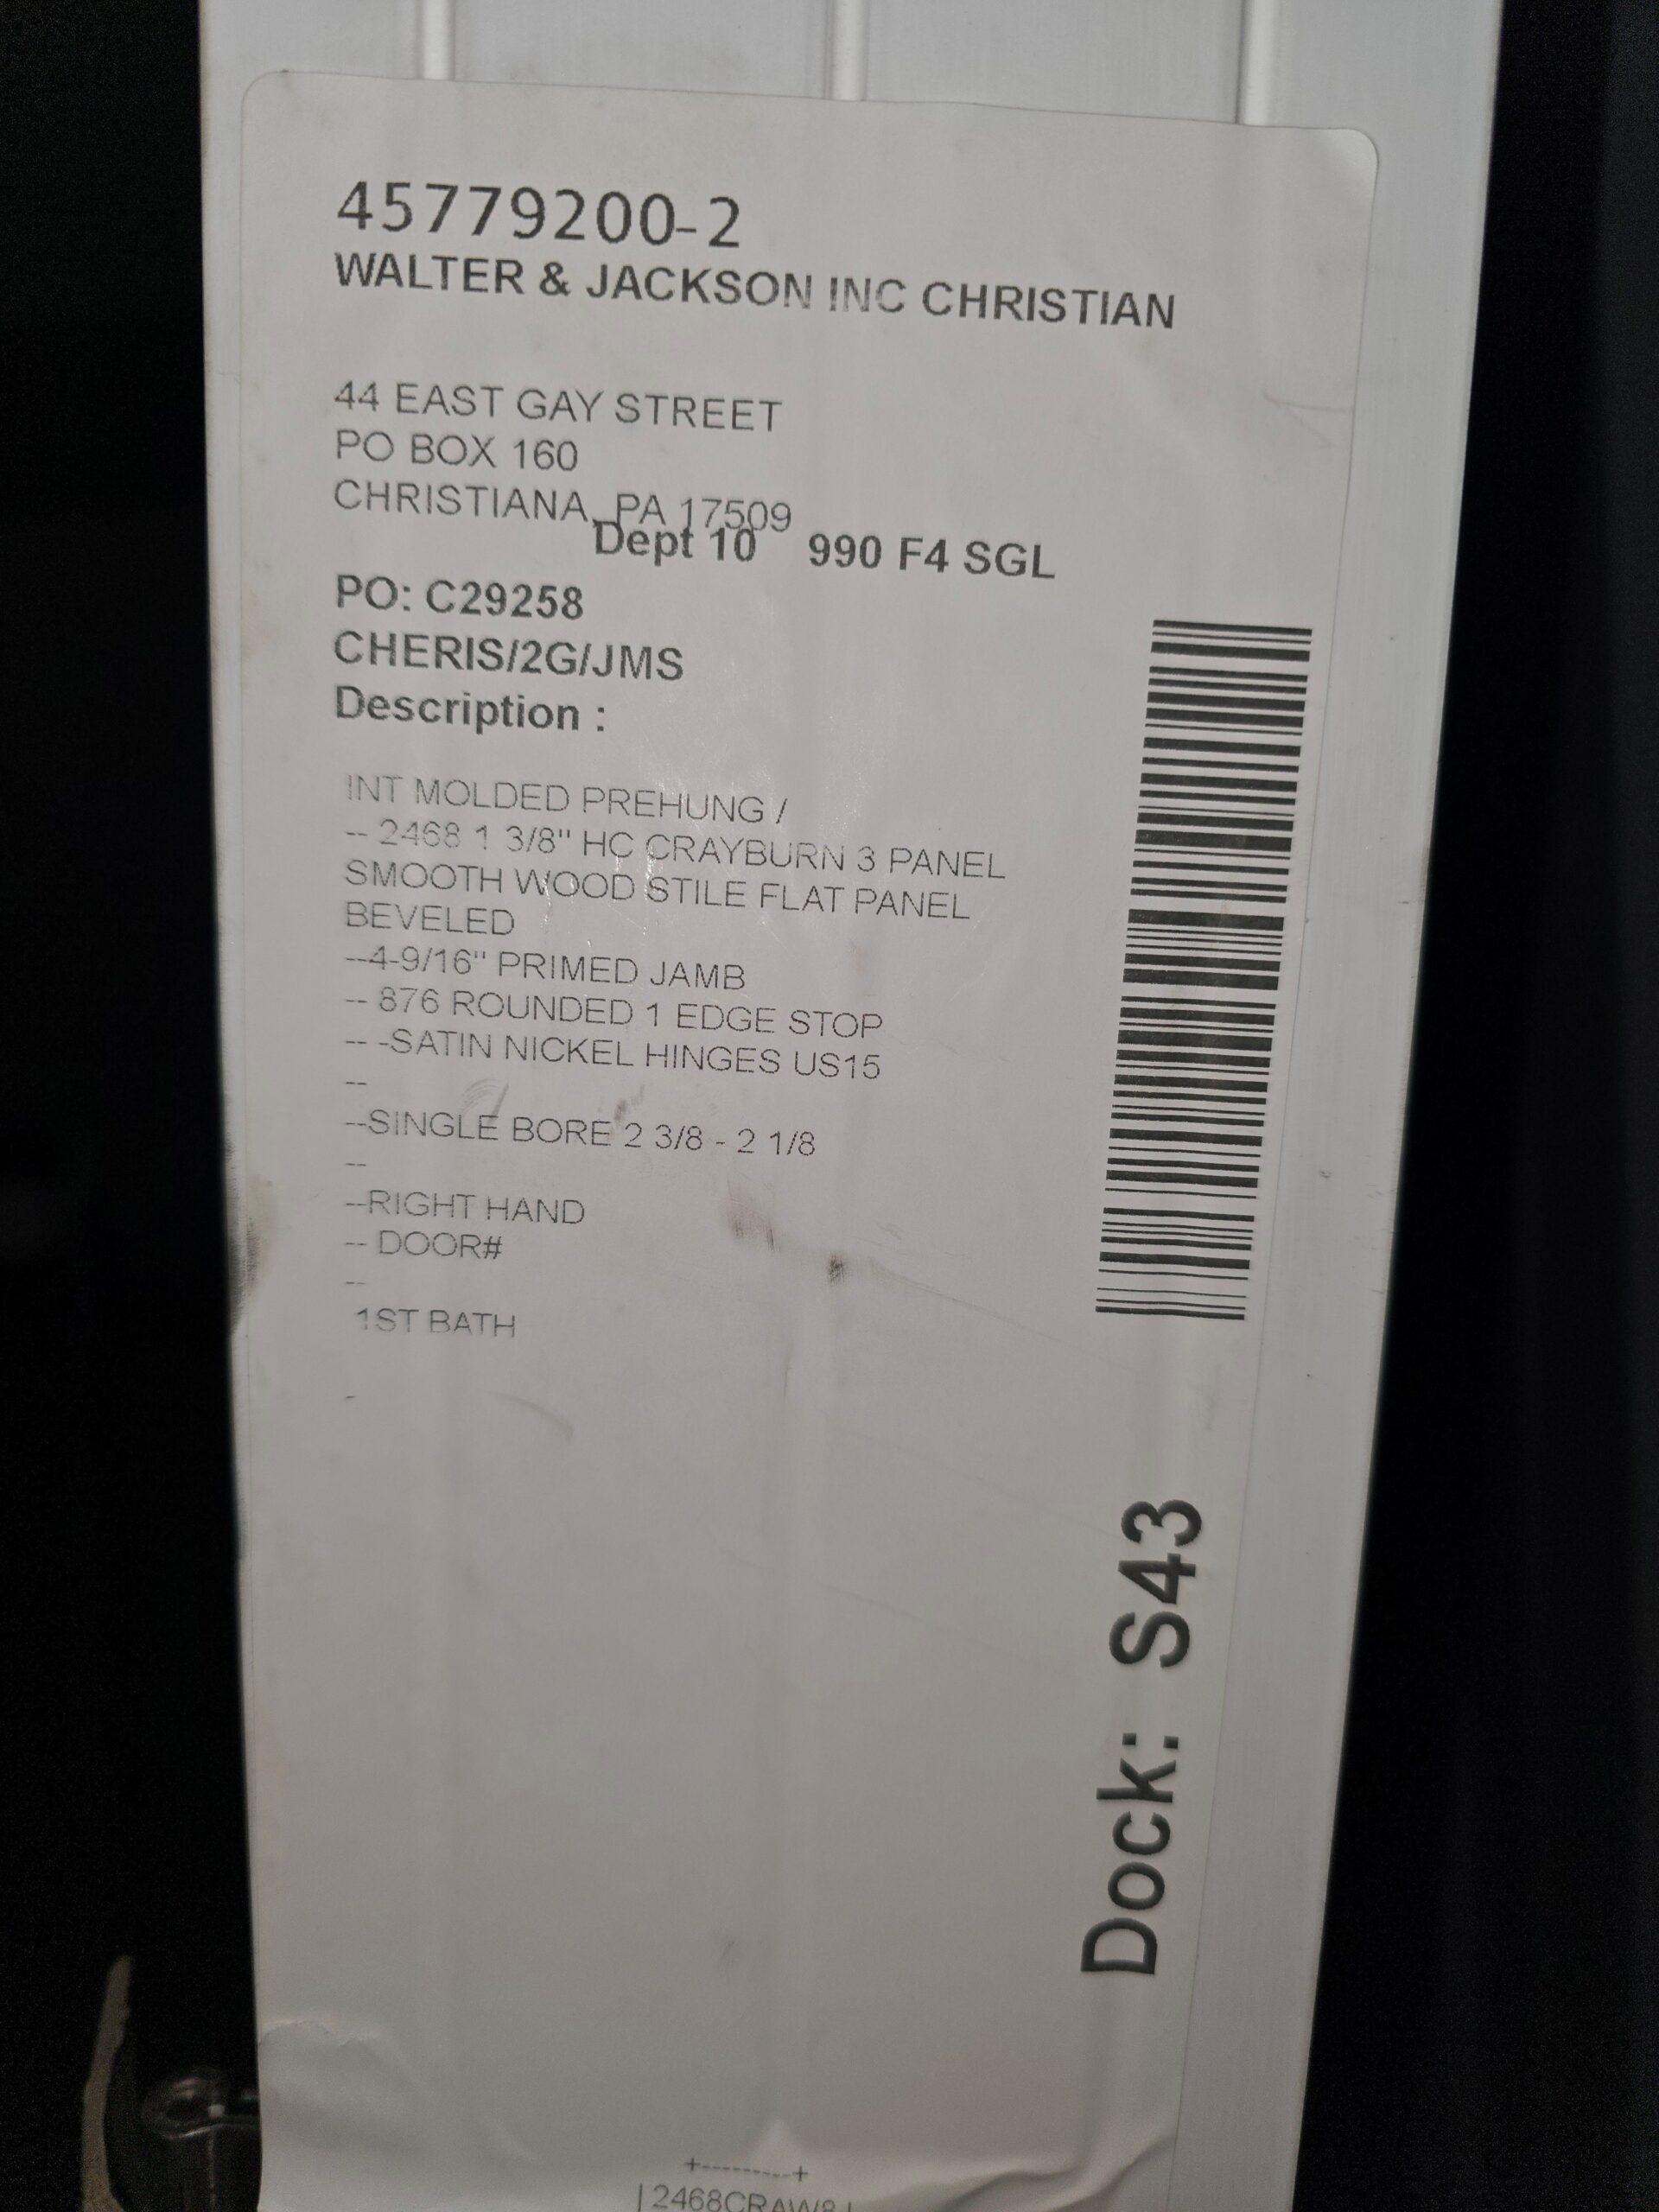 45779200-2
WALTER & JACKSON INC CHRISTIAN
44 EAST GAY STREET
PO BOX 160
CHRISTIANA, PA 17509
Dept 10 990 F4 SGL
PO: C29258
CHERIS/2G/JMS
Description :
INT MOLDED PREHUNG /
-- 2468 1 3/8" HC CRAYBURN 3 PANEL
SMOOTH WOOD STILE FLAT PANEL
BEVELED
--4-9/16" PRIMED JAMB
-- 876 ROUNDED 1 EDGE STOP
-- -SATIN NICKEL HINGES US15
--
--SINGLE BORE 2 3/8 - 2 1/8
--
--RIGHT HAND
-- DOOR#
--
1ST BATH
-
Dock: S43
+----------+